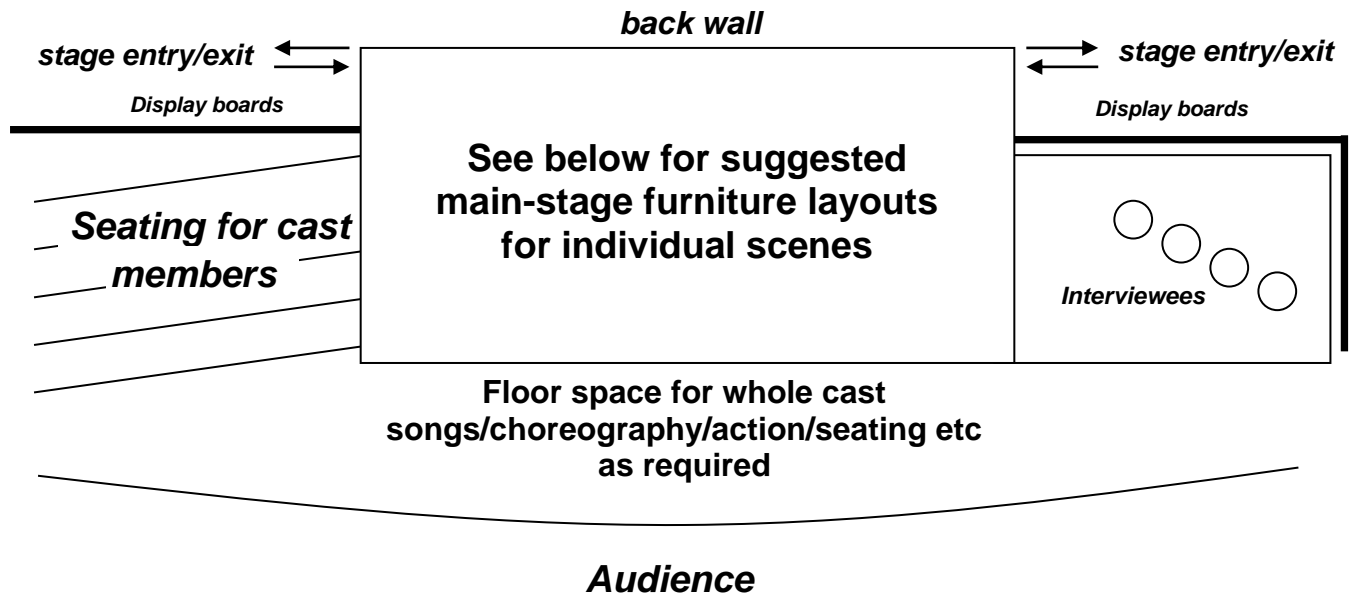 back wall
stage entry/exit
stage entry/exit
Display boards
Display boards
See below for suggested
main-stage furniture layouts
for individual scenes
Seating for cast
members
Interviewees
Floor space for whole cast
songs/choreography/action/seating etc
as required
Audience